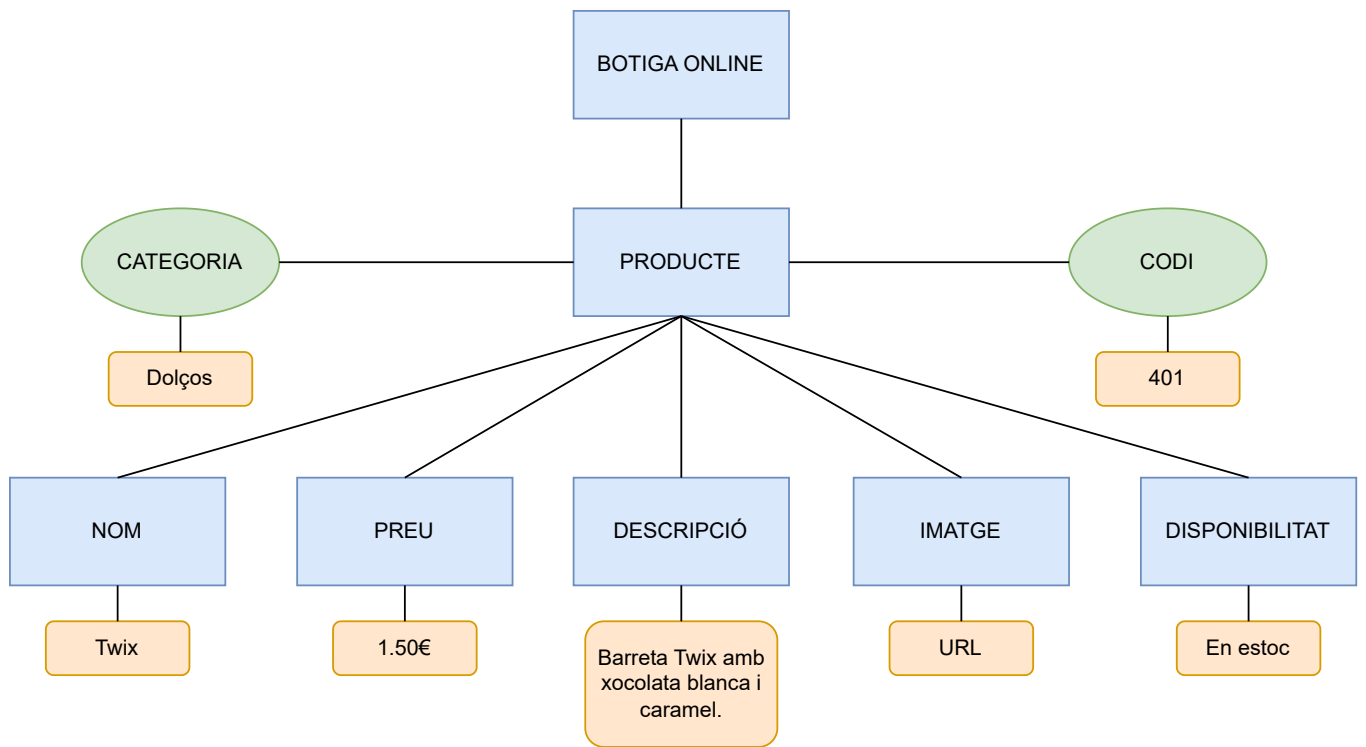 BOTIGA ONLINE
CATEGORIA
PRODUCTE
CODI
Dolços
401
NOM
PREU
DESCRIPCIÓ
IMATGE
DISPONIBILITAT
Twix
1.50€
Barreta Twix amb
xocolata blanca i
caramel.
URL
En estoc